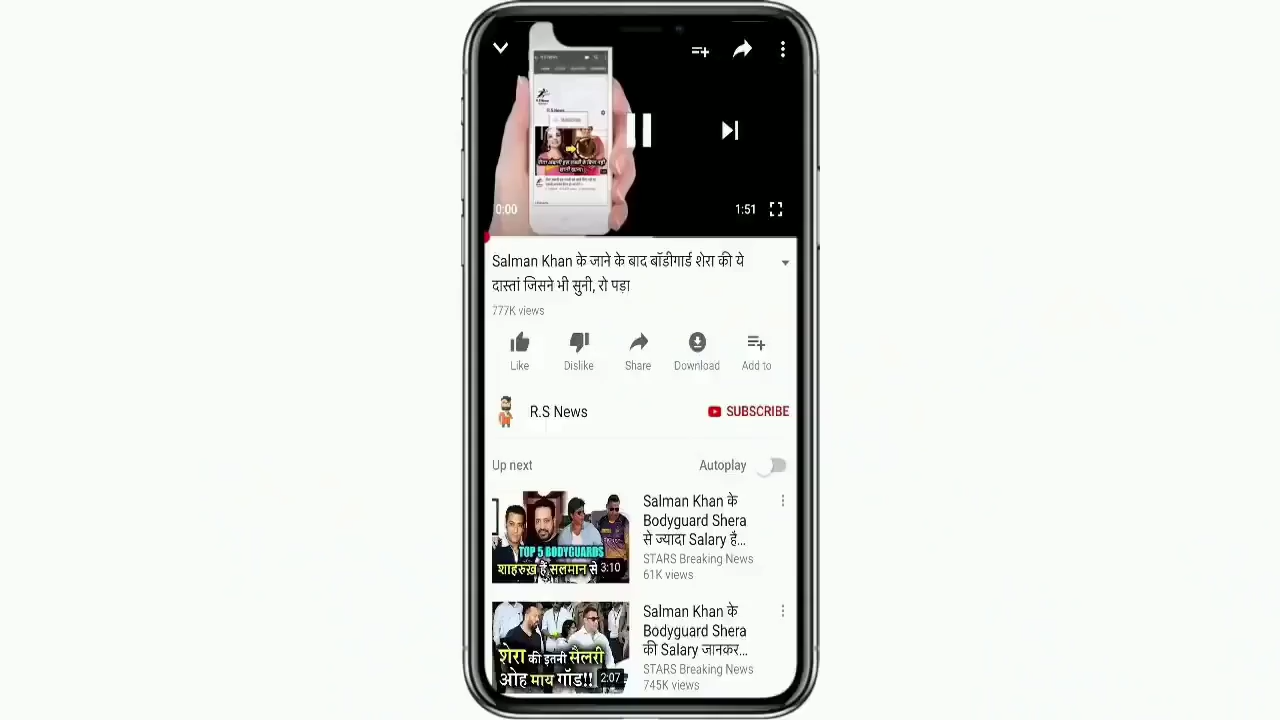 R.S News
0:00
1:51
Salman Khan के जाने के बाद बॉडीगार्ड शेरा की ये
दास्तां जिसने भी सुनी, रो पड़ा
777K views
Like
Dislike
Share
Download
Add to
R.S News
SUBSCRIBE
Up next
Autoplay
TOP 5 BODYGUARDS
शाहरुख़ हैं सलमान से
3:10
Salman Khan के
Bodyguard Shera
से ज्यादा Salary है...
STARS Breaking News
61K views
शेरा की इतनी सैलरी
ओह माय गॉड!!
2:07
Salman Khan के
Bodyguard Shera
की Salary जानकर...
STARS Breaking News
745K views